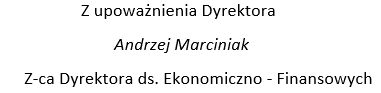 Z upoważnienia Dyrektora
Andrzej Marciniak
Z-ca Dyrektora ds. Ekonomiczno - Finansowych